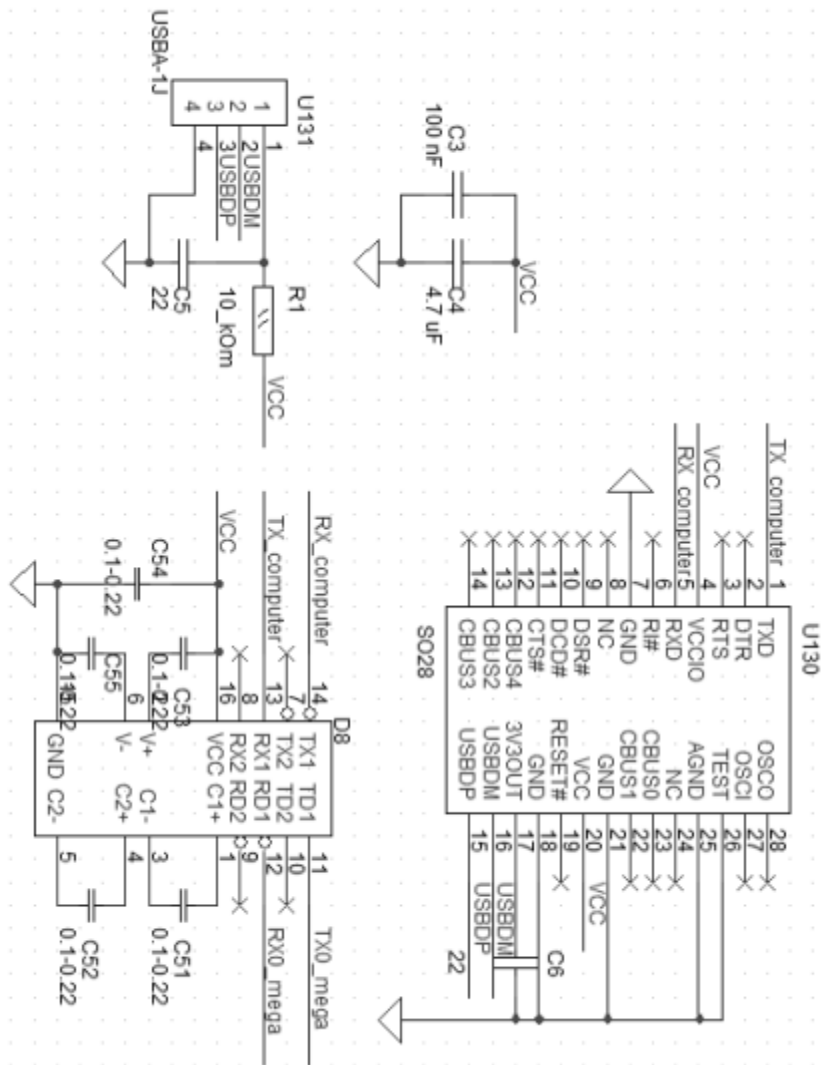 USBA-1J
U131
1
2
3
4
1
2USBDM
3USBDP
4
C5
22
R1
10_kOm
VCC
C3
100 nF
C4
4.7 uF
VCC
U130
SO28
TX_computer
VCC
RX_computer
1
2
3
4
5
6
7
8
9
10
11
12
13
14
TXD
DTR
RTS
VCCIO
RXD
RI#
GND
NC
DSR#
DCD#
CTS#
CBUS4
CBUS2
CBUS3
OSCO
OSCI
TEST
AGND
NC
CBUS0
CBUS1
GND
VCC
RESET#
GND
3V3OUT
USBDM
USBDP
28
27
26
25
24
23
22
21
20
19
18
17
16
15
VCC
USBDM
USBDP
C6
22
D8
RX_computer
TX_computer
VCC
14
7
13
8
16
6
TX1 TD1
TX2 TD2
RX1 RD1
RX2 RD2
VCC C1+
V+ C1-
V- C2+
GND C2-
11
10
12
9
1
3
4
5
TX0_mega
RX0_mega
C54
0.1-0.22
C53
0.1-0.22
C55
C51
0.1-0.22
C52
0.1-0.22